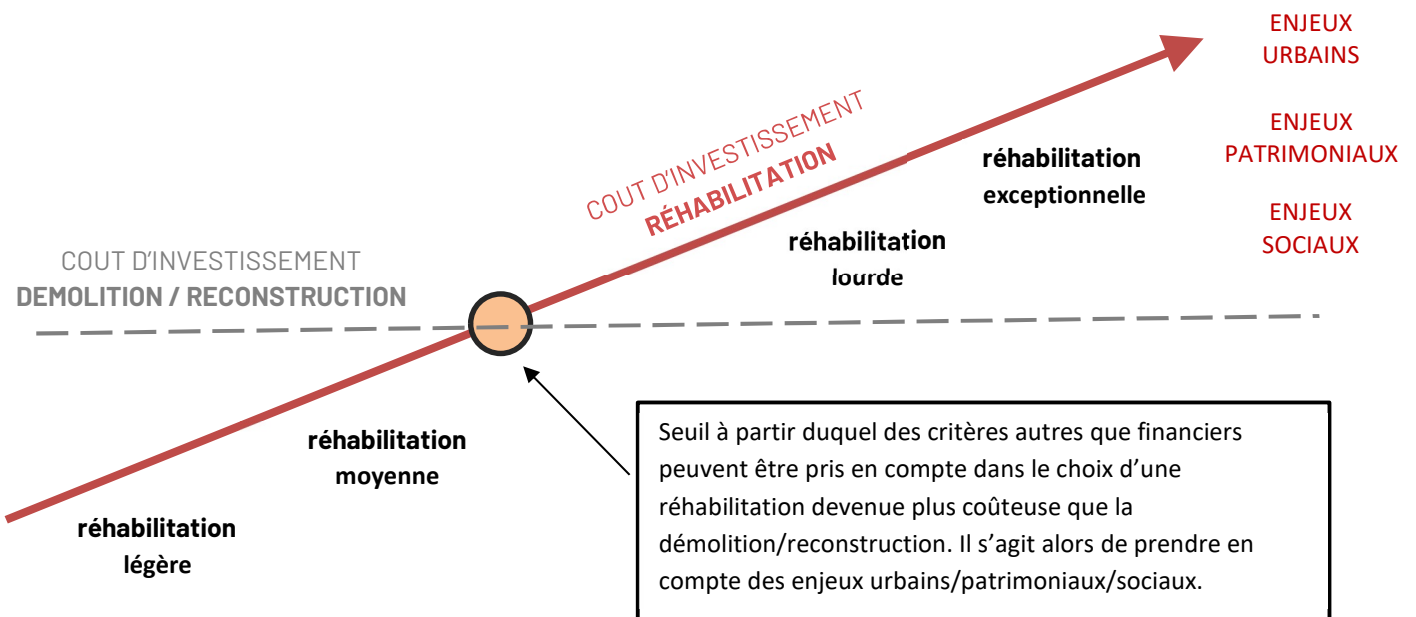 ENJEUX
URBAINS
ENJEUX
PATRIMONIAUX
ENJEUX
SOCIAUX
COUT D'INVESTISSEMENT
RÉHABILITATION
réhabilitation
exceptionnelle
réhabilitation
lourde
COUT D'INVESTISSEMENT
DEMOLITION / RECONSTRUCTION
réhabilitation
moyenne
réhabilitation
légère
Seuil à partir duquel des critères autres que financiers
peuvent être pris en compte dans le choix d’une
réhabilitation devenue plus coûteuse que la
démolition/reconstruction. Il s’agit alors de prendre en
compte des enjeux urbains/patrimoniaux/sociaux.